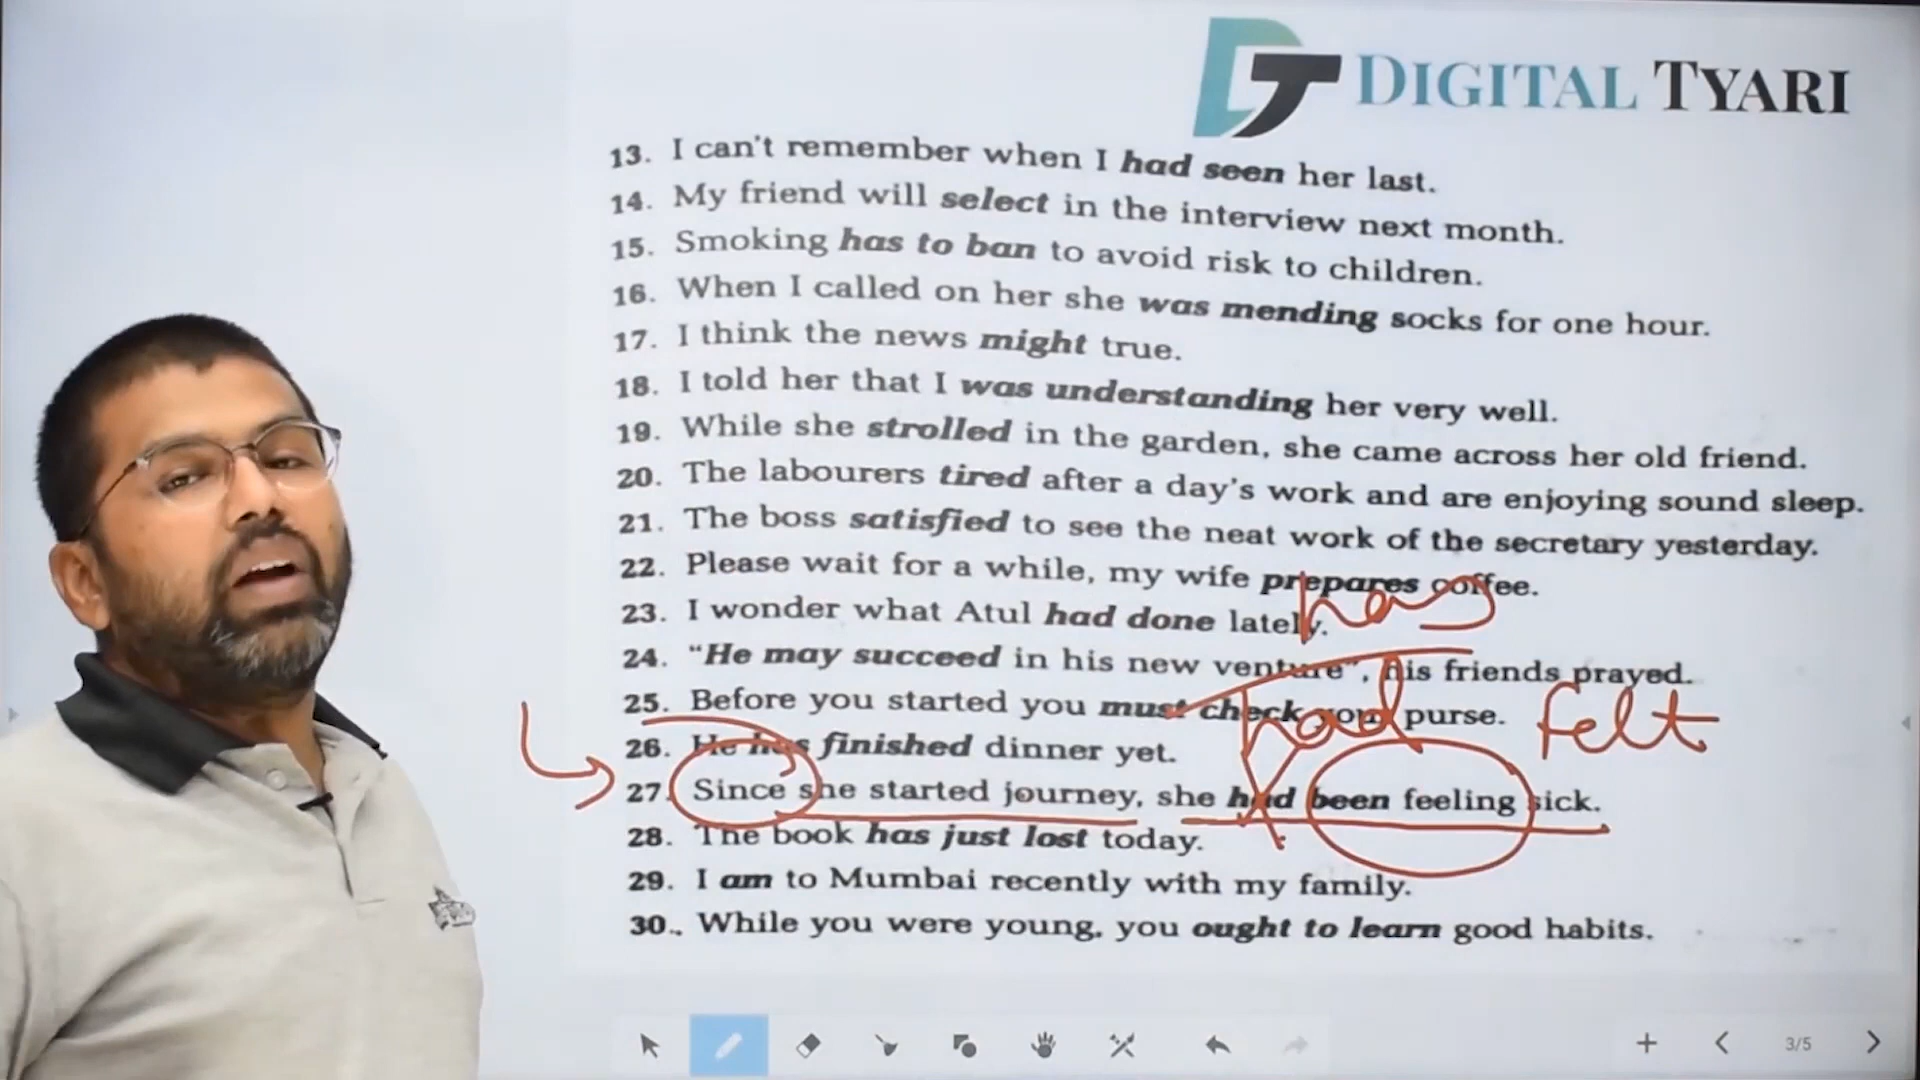 DT DIGITAL TYARI
13. I can't remember when I had seen her last.
14. My friend will select in the interview next month.
15. Smoking has to ban to avoid risk to children.
16. When I called on her she was mending socks for one hour.
17. I think the news might true.
18. I told her that I was understanding her very well.
19. While she strolled in the garden, she came across her old friend.
20. The labourers tired after a day's work and are enjoying sound sleep.
21. The boss satisfied to see the neat work of the secretary yesterday.
22. Please wait for a while, my wife prepares coffee.
has
23. I wonder what Atul had done lately.
24. "He may succeed in his new venture", his friends prayed.
25. Before you started you must check your purse.
had felt
26. He has finished dinner yet.
27. Since she started journey, she had been feeling sick.
28. The book has just lost today.
29. I am to Mumbai recently with my family.
30., While you were young, you ought to learn good habits.
3/5